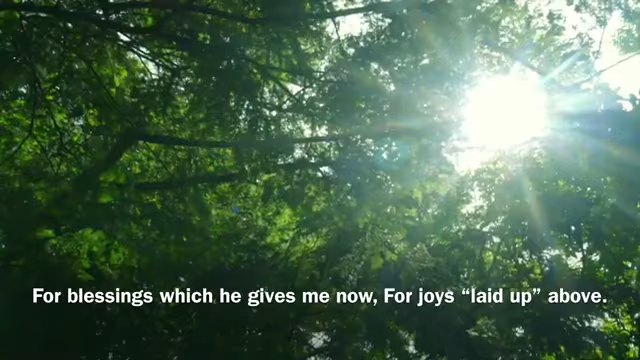 For blessings which he gives me now, For joys “laid up” above.